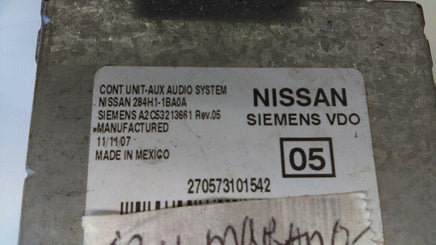 CONT UNIT-AUX AUDIO SYSTEM
NISSAN 284H1-1BA0A
SIEMENS A2C53213661 Rev.05
MANUFACTURED
11/11/07
MADE IN MEXICO
NISSAN
SIEMENS VDO
05
270573101542